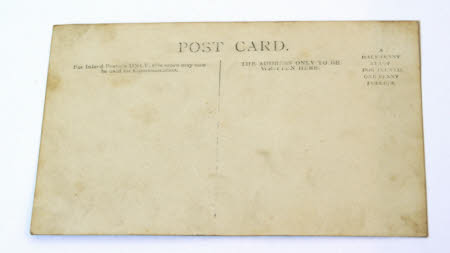 POST CARD.
For Inland Postage ONLY, this space may now
be used for Correspondence.
THE ADDRESS ONLY TO BE
WRITTEN HERE.
A
HALFPENNY
STAMP
FOR INLAND,
ONE PENNY
FOREIGN.